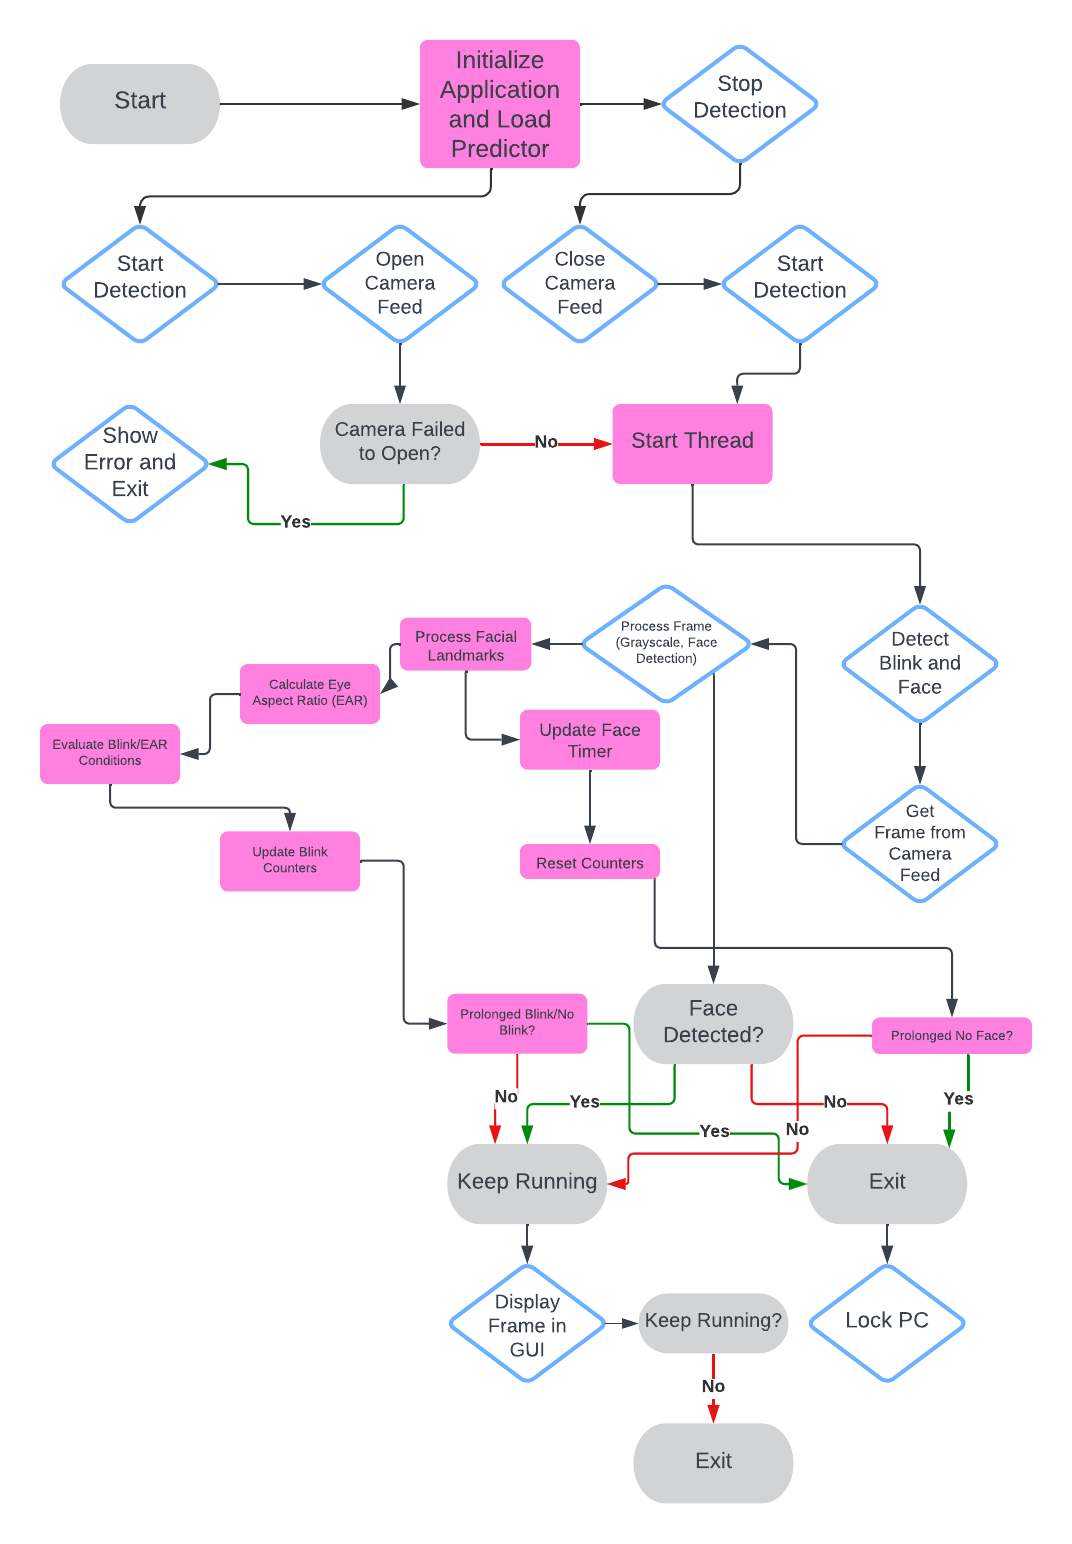 Start
Initialize
Application
and Load
Predictor
Stop
Detection
Start
Detection
Open
Camera
Feed
Close
Camera
Feed
Start
Detection
Show
Error and
Exit
Camera Failed
to Open?
No
Start Thread
Yes
Process Facial
Landmarks
Process Frame
(Grayscale, Face
Detection)
Detect
Blink and
Face
Calculate Eye
Aspect Ratio (EAR)
Evaluate Blink/EAR
Conditions
Update Face
Timer
Update Blink
Counters
Reset Counters
Get
Frame from
Camera
Feed
Prolonged Blink/No
Blink?
Face
Detected?
Prolonged No Face?
No
Yes
Yes
No
No
Yes
Keep Running
Exit
Display
Frame in
GUI
Keep Running?
Lock PC
No
Exit